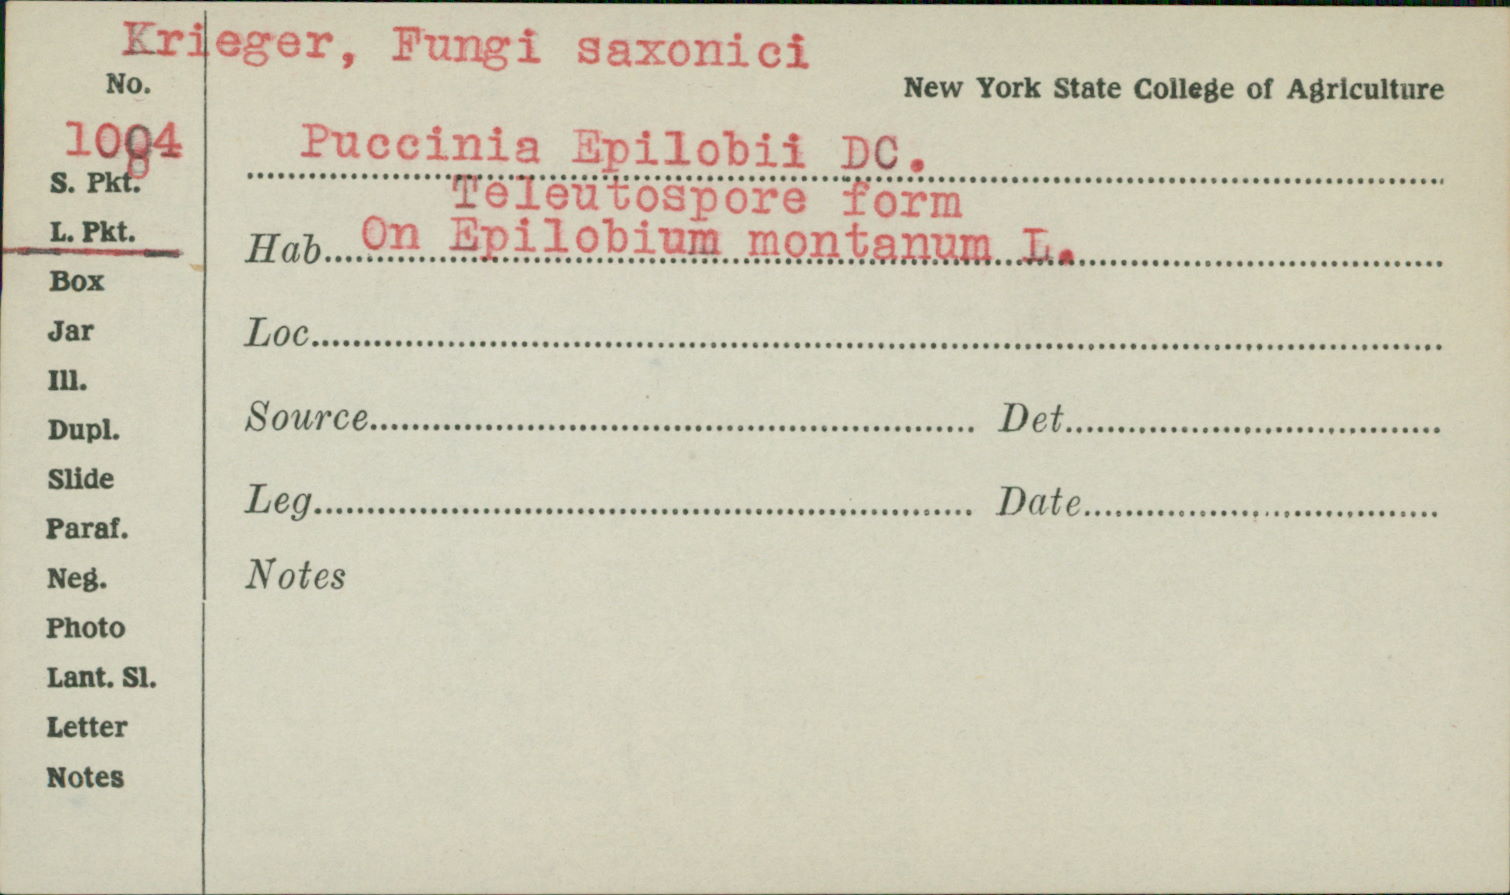 Krieger, Fungi saxonici
No.
New York State College of Agriculture
Puccinia Epilobii DC.
S. Pkt.
Teleutospore form
L. Pkt.
Hab. On Epilobium montanum L.
Box
Jar
Loc.
Ill.
Dupl.
Source Det.
Slide
Leg. Date
Paraf.
Neg.
Notes
Photo
Lant. Sl.
Letter
Notes